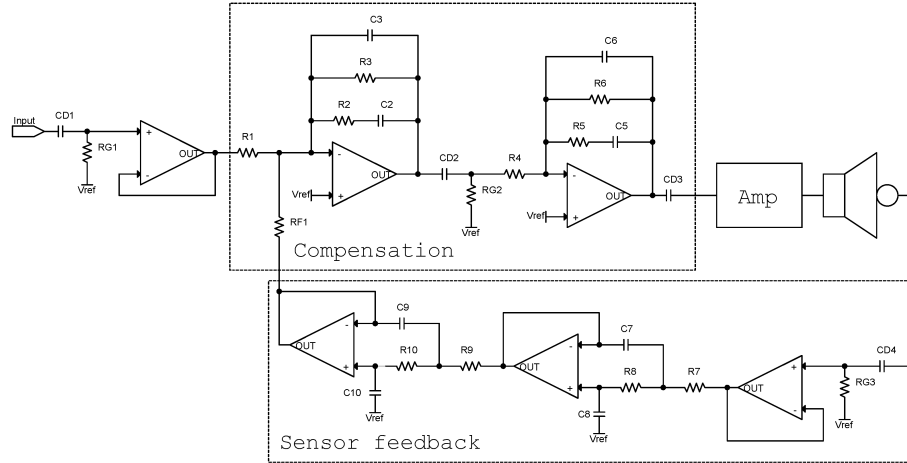 C3
R3
R2 C2
C6
R6
R5 C5
Input
CD1
RG1
Vref
+
-
OUT
R1
-
+
OUT
Vref
RF1
CD2
RG2
Vref
R4
-
+
OUT
Vref
CD3
Amp
Compensation
C9
-
+
OUT
R10
R9
C10
Vref
C7
-
+
OUT
R8
R7
C8
Vref
+
-
OUT
CD4
RG3
Vref
Sensor feedback